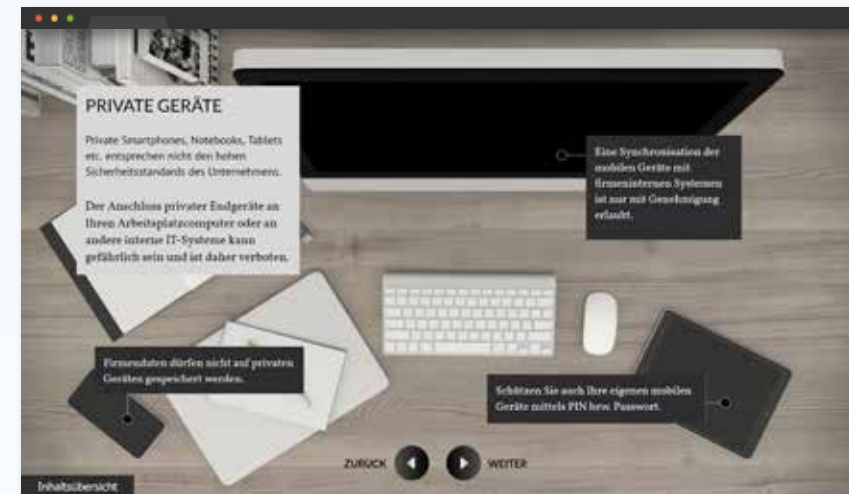 PRIVATE GERÄTE
Private Smartphones, Notebooks, Tablets
etc. entsprechen nicht den hohen
Sicherheitsstandards des Unternehmens.
Der Anschluss privater Endgeräte an
Ihren Arbeitsplatzcomputer oder an
andere interne IT-Systeme kann
gefährlich sein und ist daher verboten.
Eine Synchronisation der
mobilen Geräte mit
firmeninternen Systemen
ist nur mit Genehmigung
erlaubt.
Firmendaten dürfen nicht auf privaten
Geräten gespeichert werden.
Schützen Sie auch Ihre eigenen mobilen
Geräte mittels PIN bzw. Passwort.
ZURÜCK
WEITER
Inhaltsübersicht